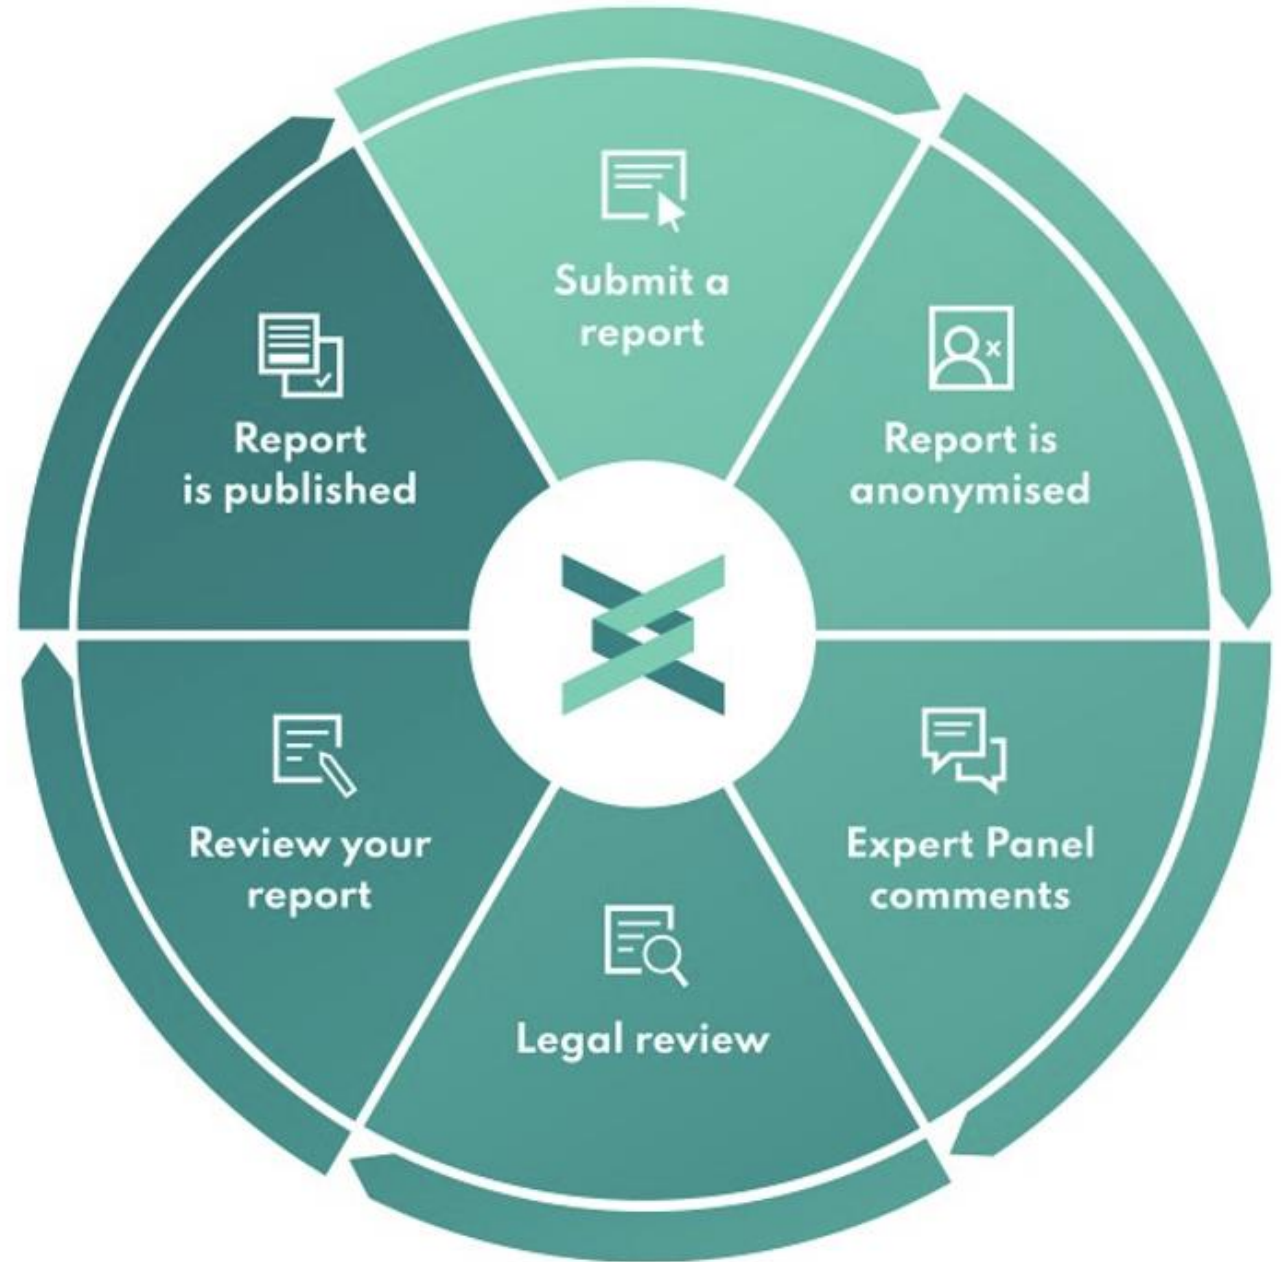 Submit a
report
Report is
anonymised
Expert Panel
comments
Legal review
Review your
report
Report
is published